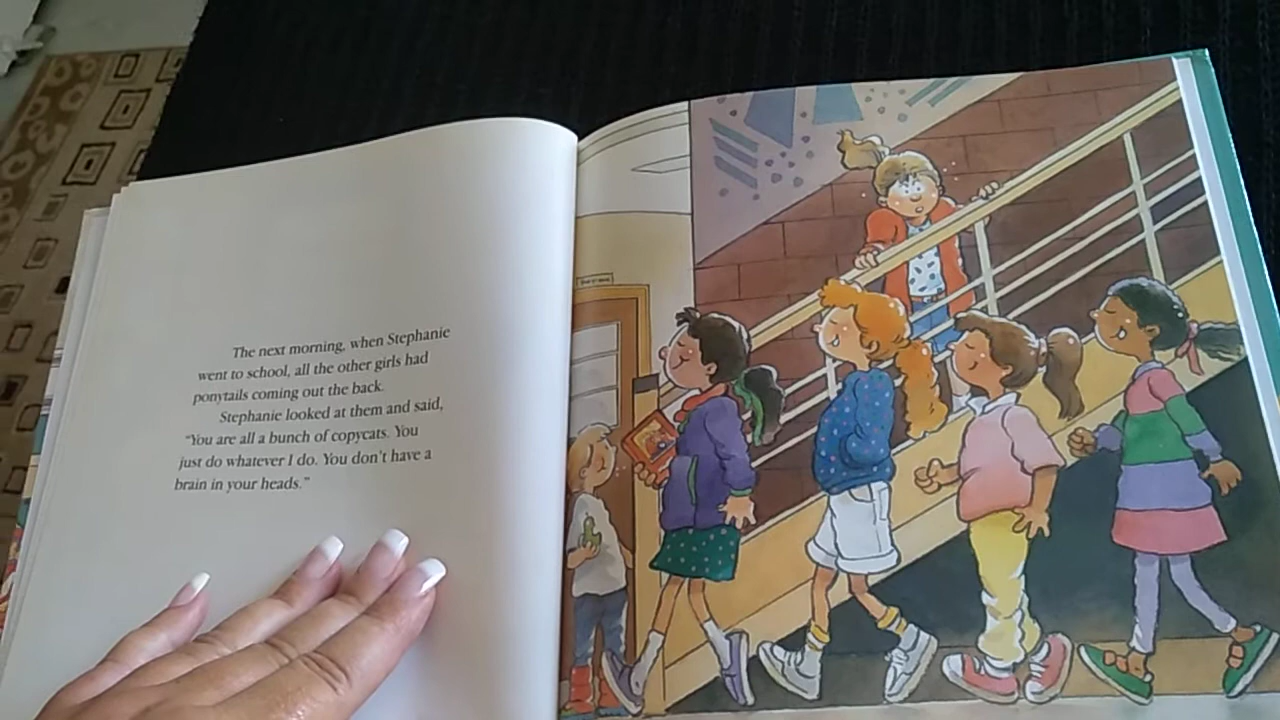 The next morning, when Stephanie
went to school, all the other girls had
ponytails coming out the back.
Stephanie looked at them and said,
“You are all a bunch of copycats. You
just do whatever I do. You don’t have a
brain in your heads.”